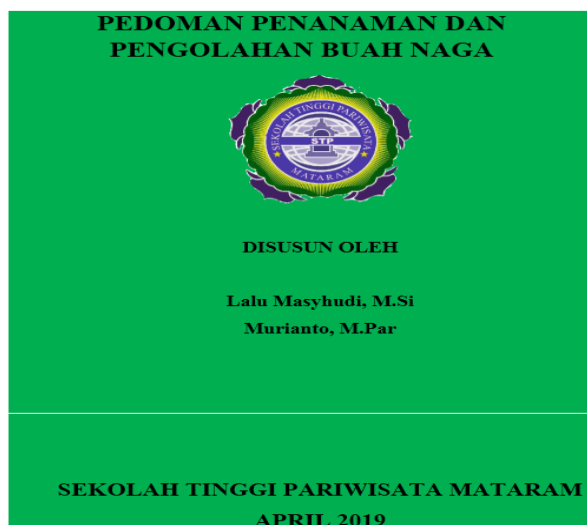 PEDOMAN PENANAMAN DAN
PENGOLAHAN BUAH NAGA
SEKOLAH TINGGI PARIWISATA
STP
MATARAM
DISUSUN OLEH
Lalu Masyhudi, M.Si
Murianto, M.Par
SEKOLAH TINGGI PARIWISATA MATARAM
APRIL 2019